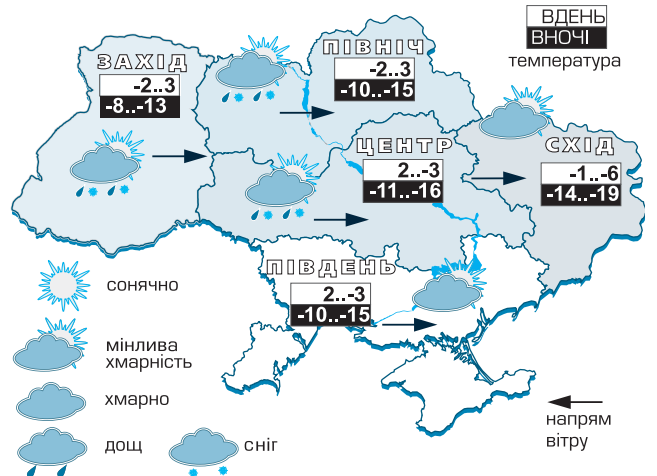 ВДЕНЬ
ВНОЧІ
температура
ПІВНІЧ
-2..3
-10..-15
ЗАХІД
-2..3
-8..-13
ЦЕНТР
2..-3
-11..-16
СХІД
-1..-6
-14..-19
ПІВДЕНЬ
2..-3
-10..-15
сонячно
мінлива
хмарність
хмарно
дощ
сніг
напрям
вітру